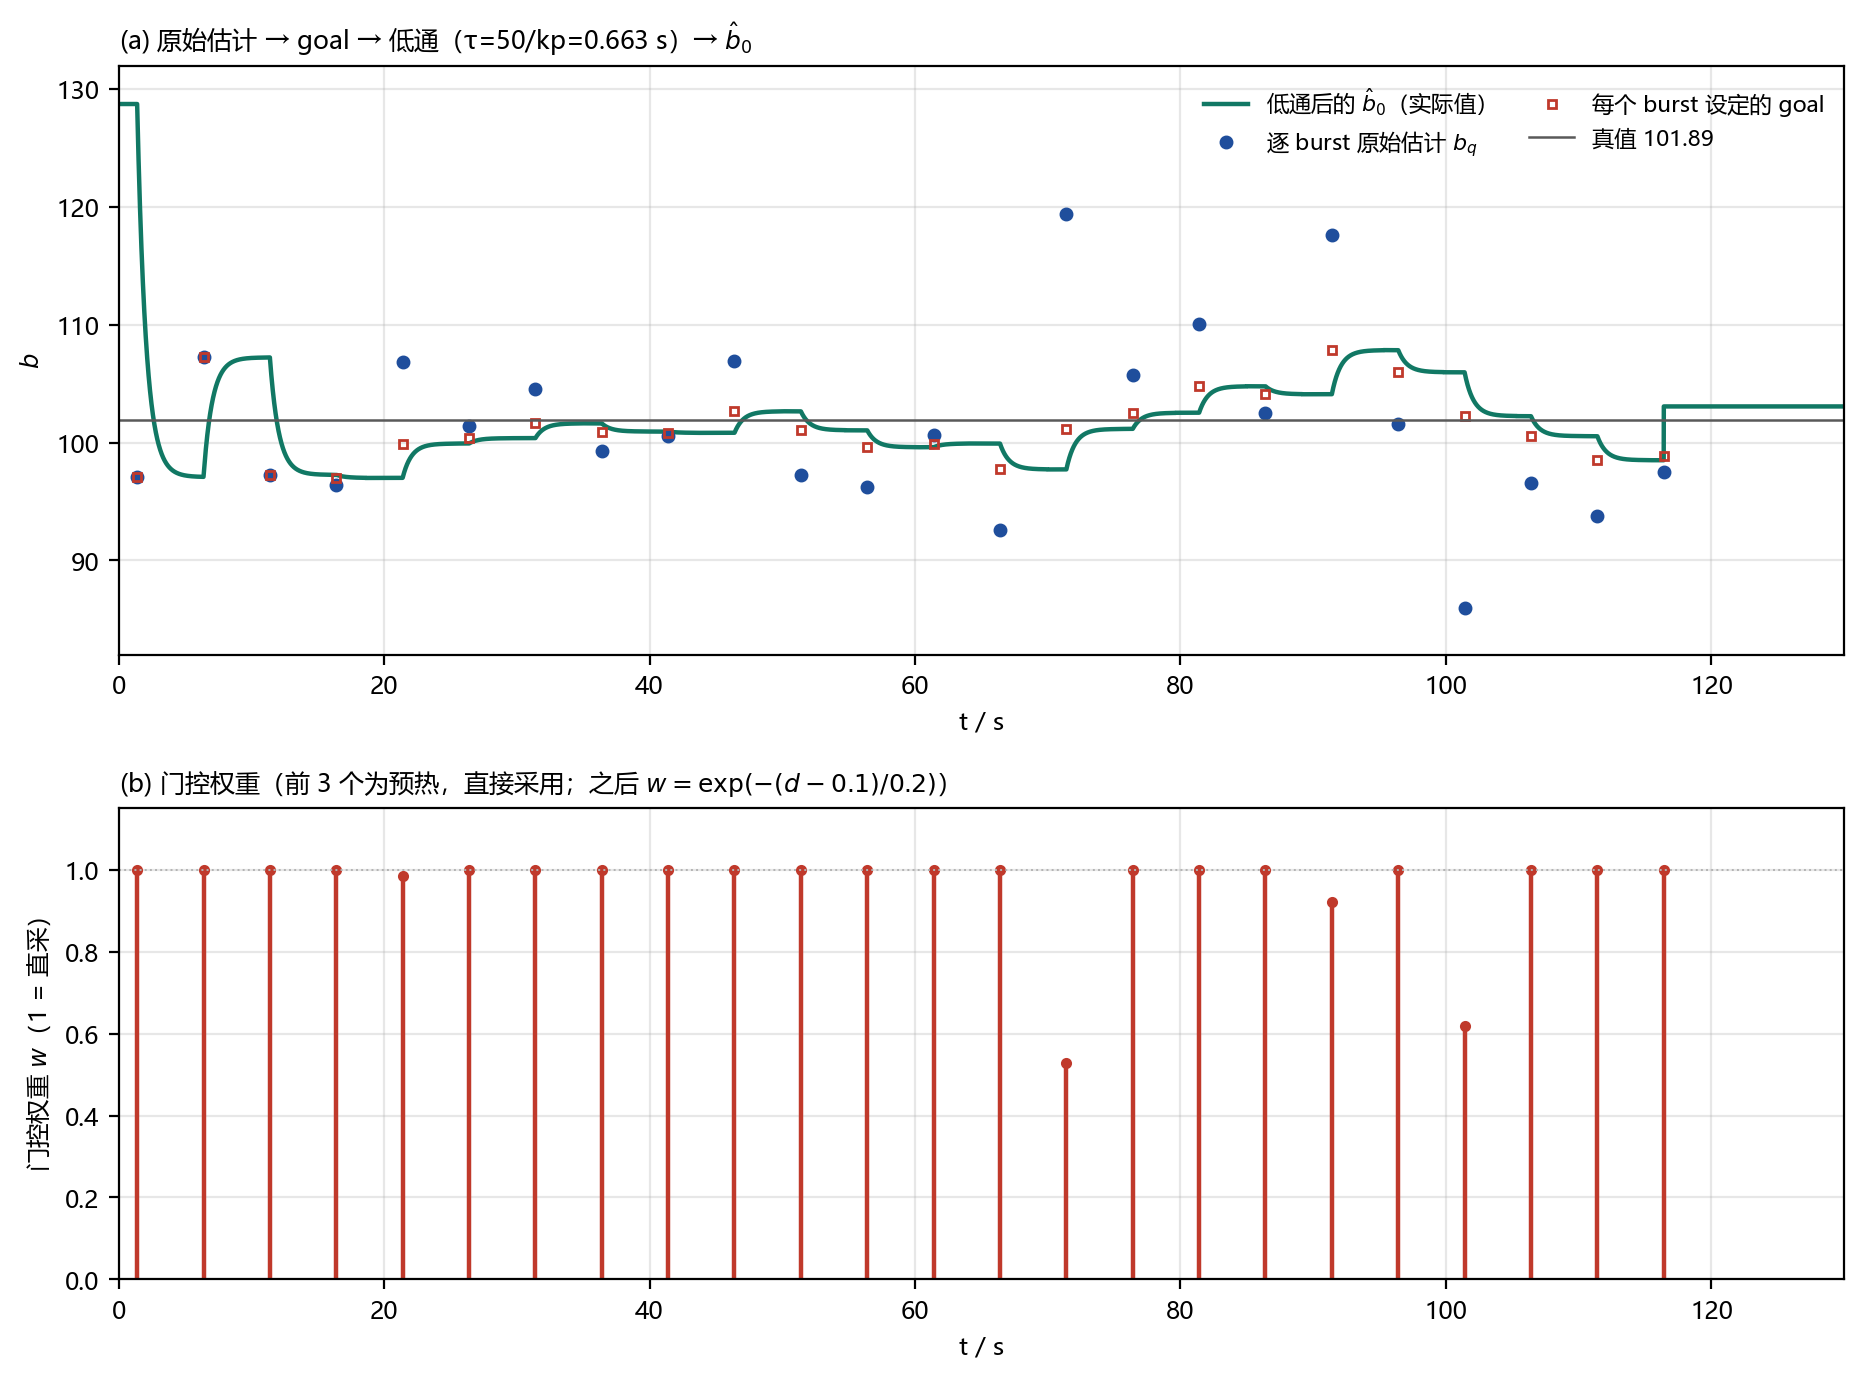 (a) 原始估计 → goal → 低通（τ=50/kp=0.663 s）→ b̂₀
130
120
110
100
90
b
低通后的 b̂₀（实际值）
逐 burst 原始估计 b_q
每个 burst 设定的 goal
真值 101.89
0 20 40 60 80 100 120
t / s
(b) 门控权重（前 3 个为预热，直接采用；之后 w = exp(−(d − 0.1)/0.2)）
1.0
0.8
0.6
0.4
0.2
0.0
门控权重 w（1 = 直采）
0 20 40 60 80 100 120
t / s